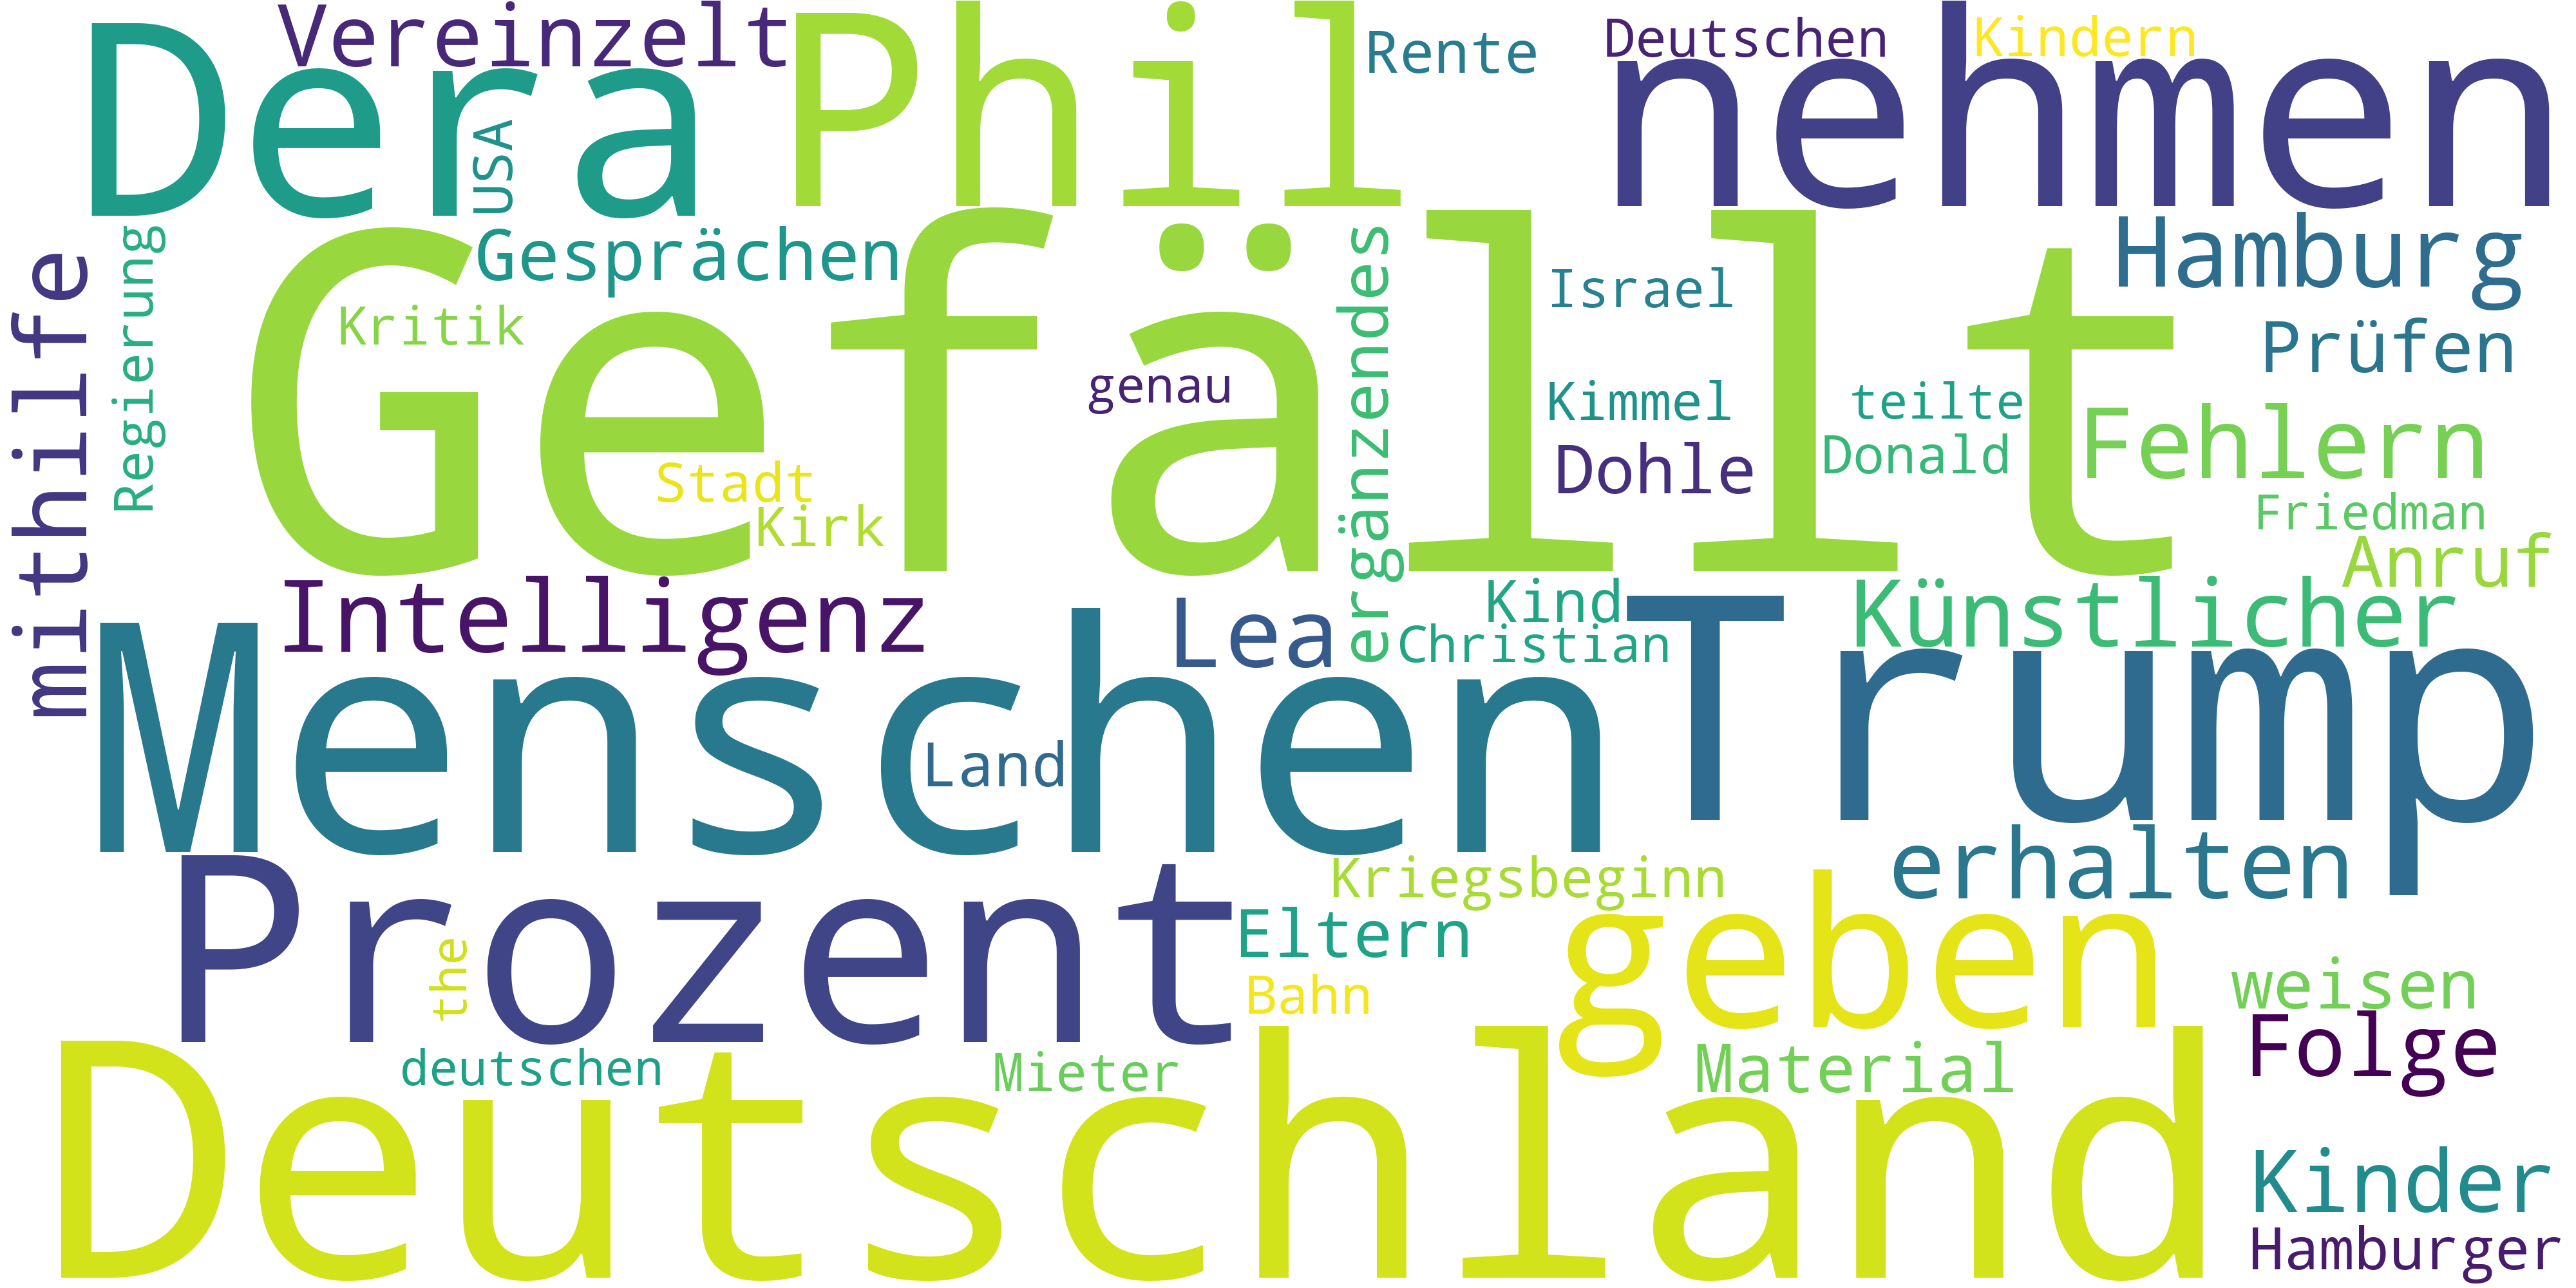 Vereinzelt
Dera
Phil
Rente
Deutschen
Kindern
nehmen
USA
Regierung
mithilfe
Gesprächen
Gefällt
Kritik
genau
Stadt
Kirk
ergänzendes
Israel
Kimmel
Dohle
teilte
Donald
Hamburg
Prüfen
Fehlern
Friedman
Anruf
Intelligenz
Lea
Kind
Christian
Künstlicher
Menschen
Trump
Land
Prozent
the
Kriegsbeginn
erhalten
Eltern
Bahn
geben
weisen
Folge
deutschen
Mieter
Material
Deutschland
Kinder
Hamburger